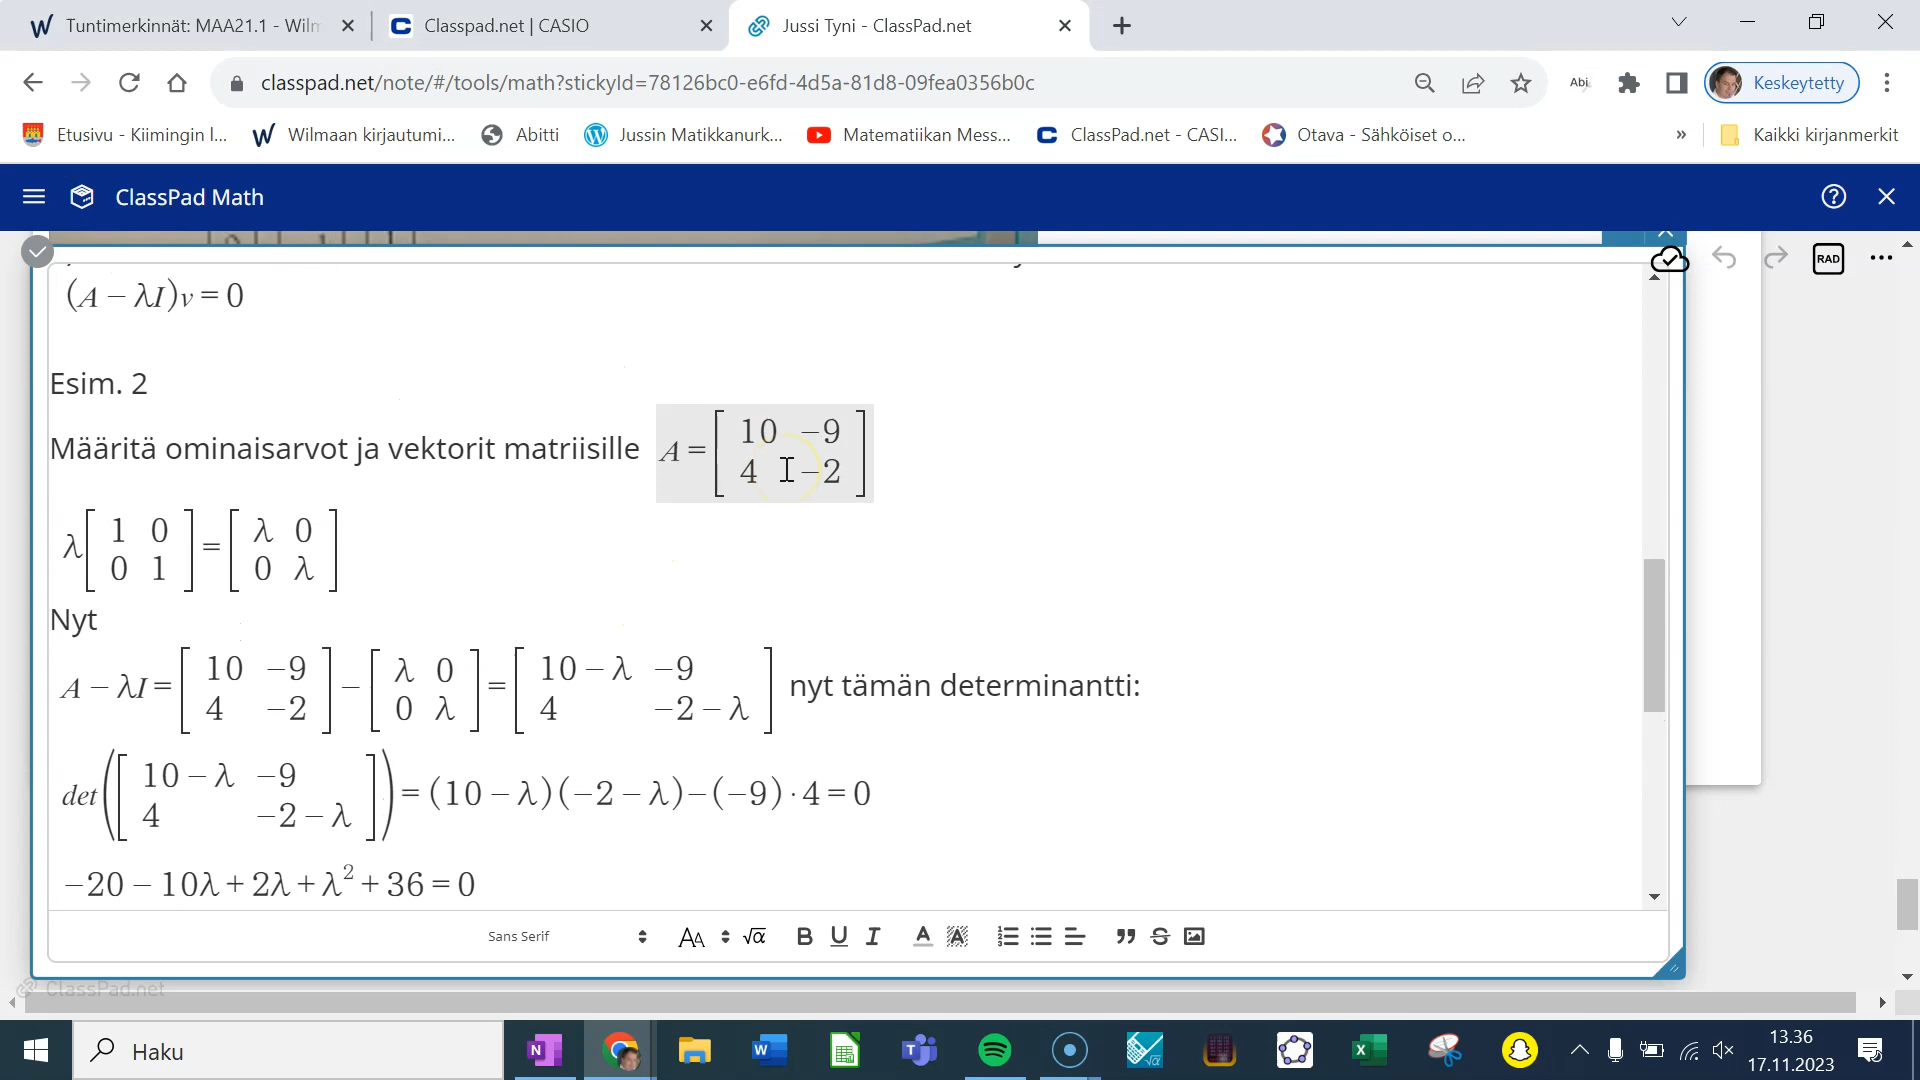 Tuntimerkinnät: MAA21.1 - Wiln
Classpad.net | CASIO
Jussi Tyni - ClassPad.net
classpad.net/note/#/tools/math?stickyId=78126bc0-e6fd-4d5a-81d8-09fea0356b0c
Abi
Keskeytetty
Etusivu - Kiimingin l...
Wilmaan kirjautumi...
Abitti
Jussin Matikkanurk...
Matematiikan Mess...
ClassPad.net - CASI...
Otava - Sähköiset o...
»
Kaikki kirjanmerkit
ClassPad Math
RAD
(A − λI)v = 0
Esim. 2
Määritä ominaisarvot ja vektorit matriisille A = [ 10 −9
4 −2 ]
λ[ 1 0
0 1 ] = [ λ 0
0 λ ]
Nyt
A − λI = [ 10 −9
4 −2 ] − [ λ 0
0 λ ] = [ 10 − λ −9
4 −2 − λ ] nyt tämän determinantti:
det([ 10 − λ −9
4 −2 − λ ]) = (10 − λ)(−2 − λ)−(−9) · 4 = 0
−20 − 10λ + 2λ + λ² + 36 = 0
Sans Serif
ClassPad.net
Haku
13.36
17.11.2023